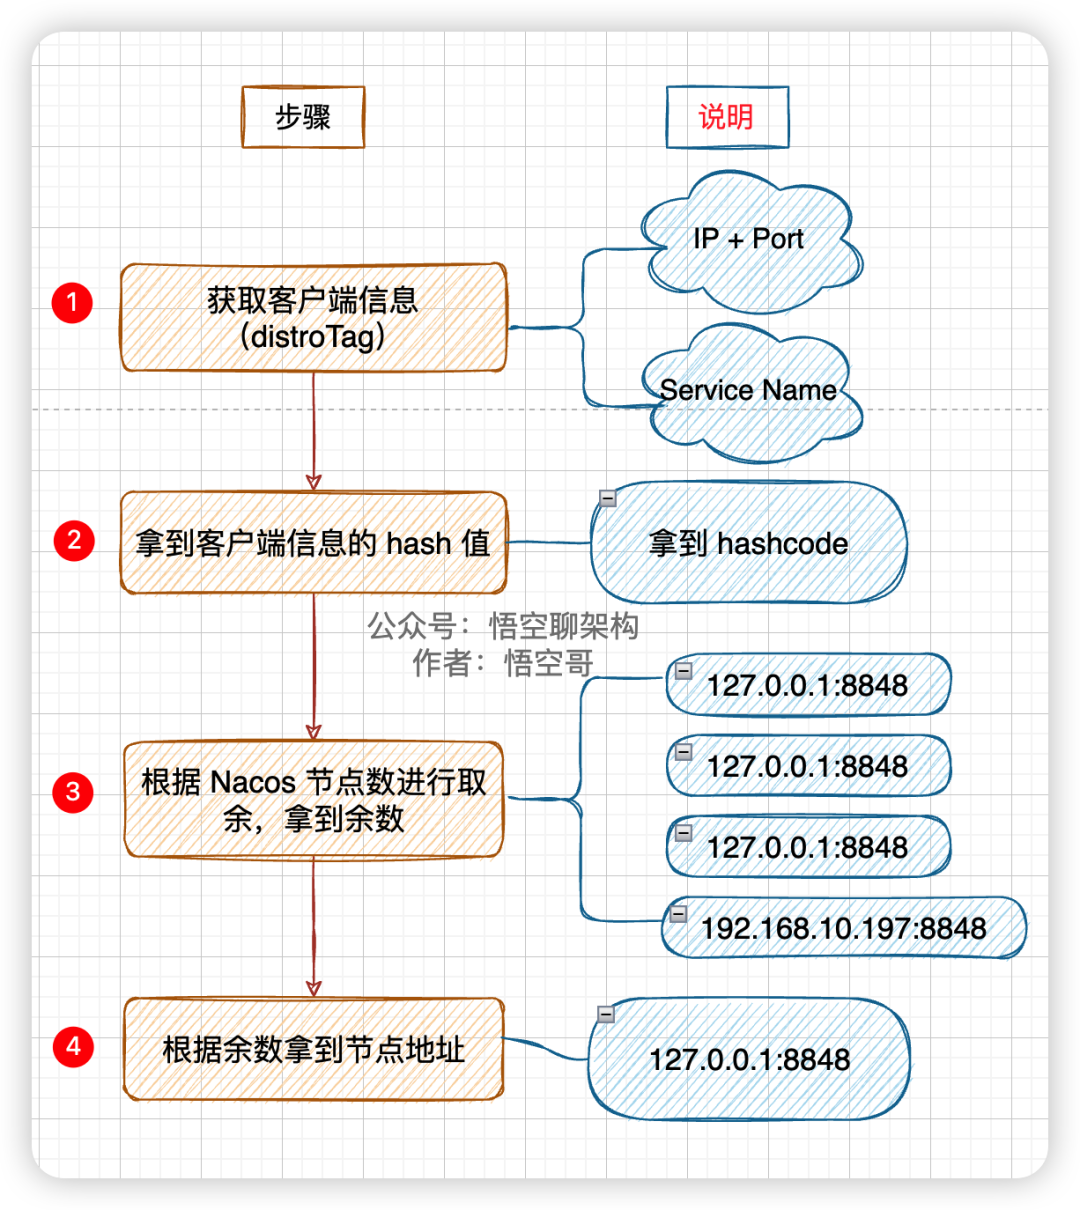 步骤
说明
1
获取客户端信息
（distroTag）
IP + Port
Service Name
2
拿到客户端信息的 hash 值
拿到 hashcode
公众号：悟空聊架构
作者：悟空哥
3
根据 Nacos 节点数进行取
余，拿到余数
127.0.0.1:8848
127.0.0.1:8848
127.0.0.1:8848
192.168.10.197:8848
4
根据余数拿到节点地址
127.0.0.1:8848